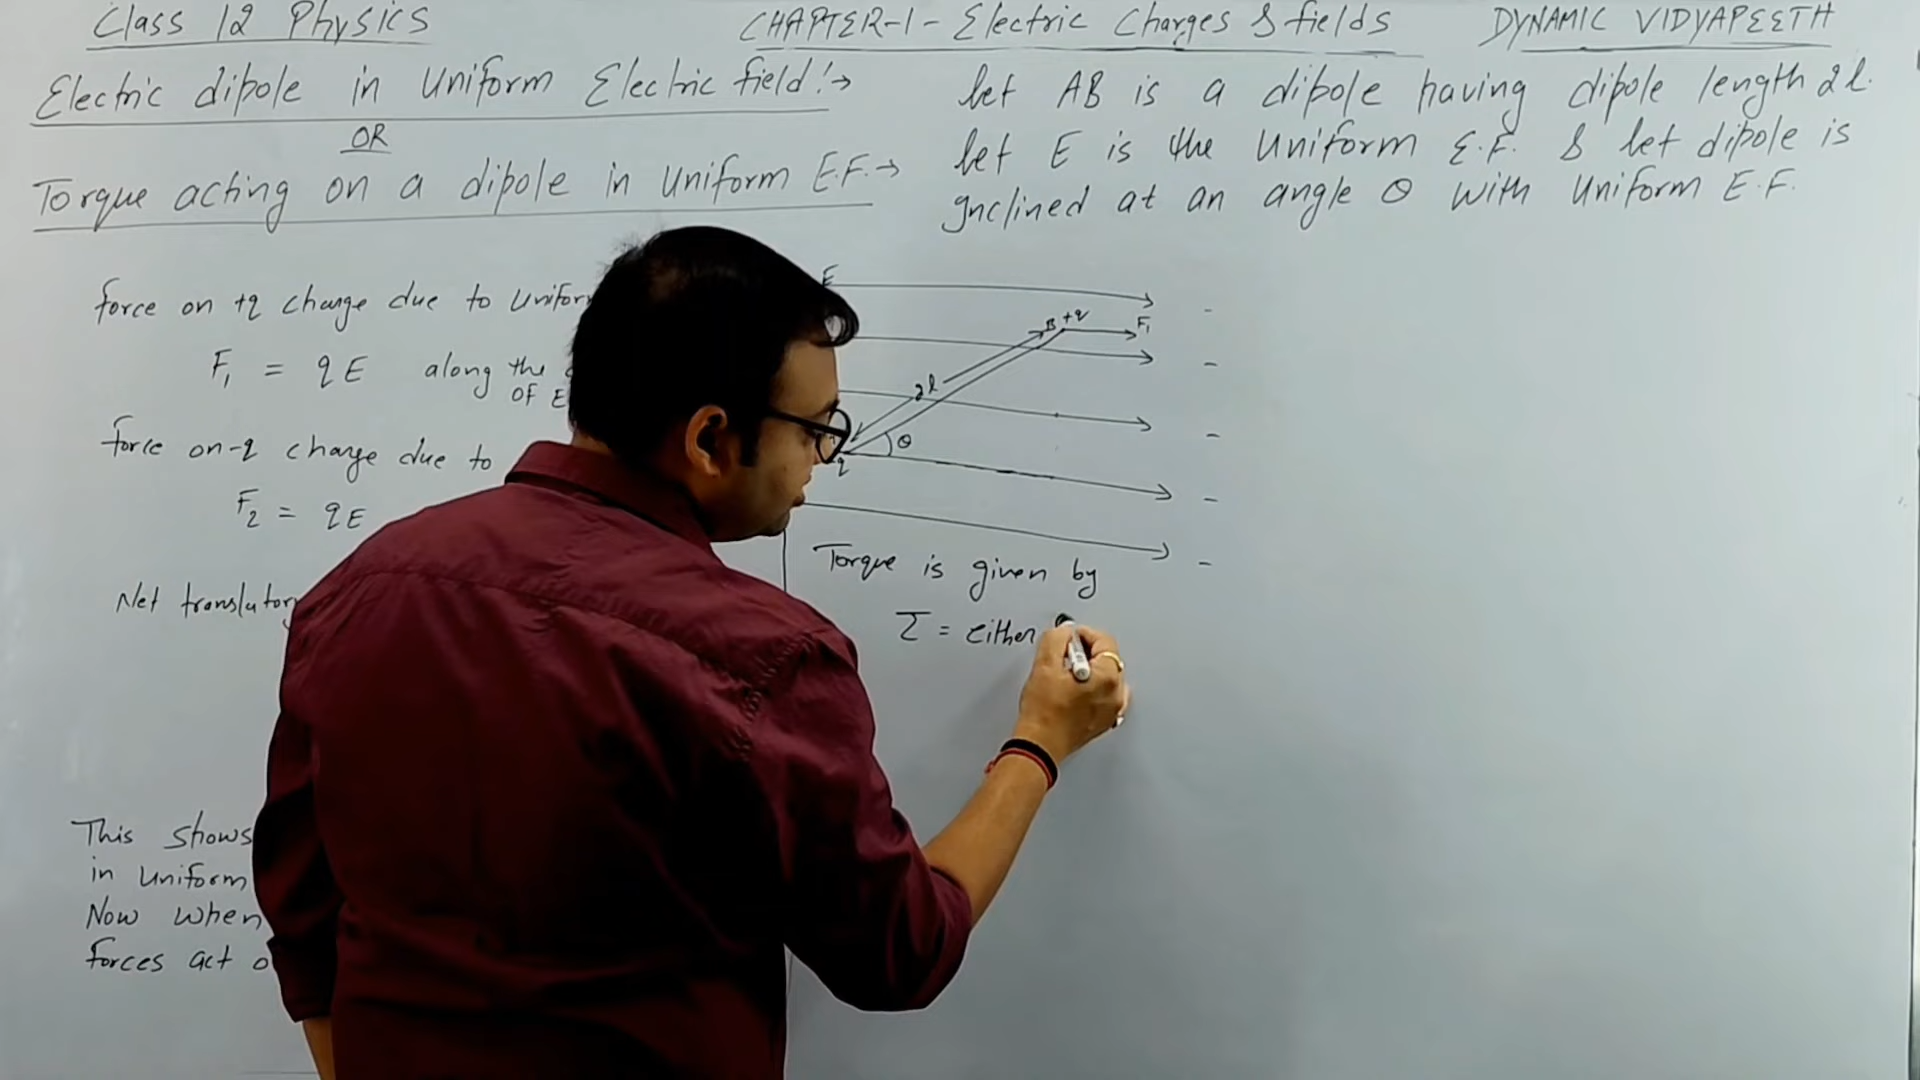 Class 12 Physics
CHAPTER-1 - Electric Charges & fields
DYNAMIC VIDYAPEETH
Electric dipole in Uniform Electric field:→
OR
Torque acting on a dipole in Uniform E.F.→
let AB is a dipole having dipole length 2l.
let E is the Uniform E.F. & let dipole is
Inclined at an angle θ with Uniform E.F.
force on +q charge due to Uniform
F₁ = qE along the
OF E
force on -q charge due to
F₂ = qE
Net translatory
This shows
in Uniform
Now when
forces act o
E
B +q
F₁
2l
θ
q
Torque is given by
τ = either